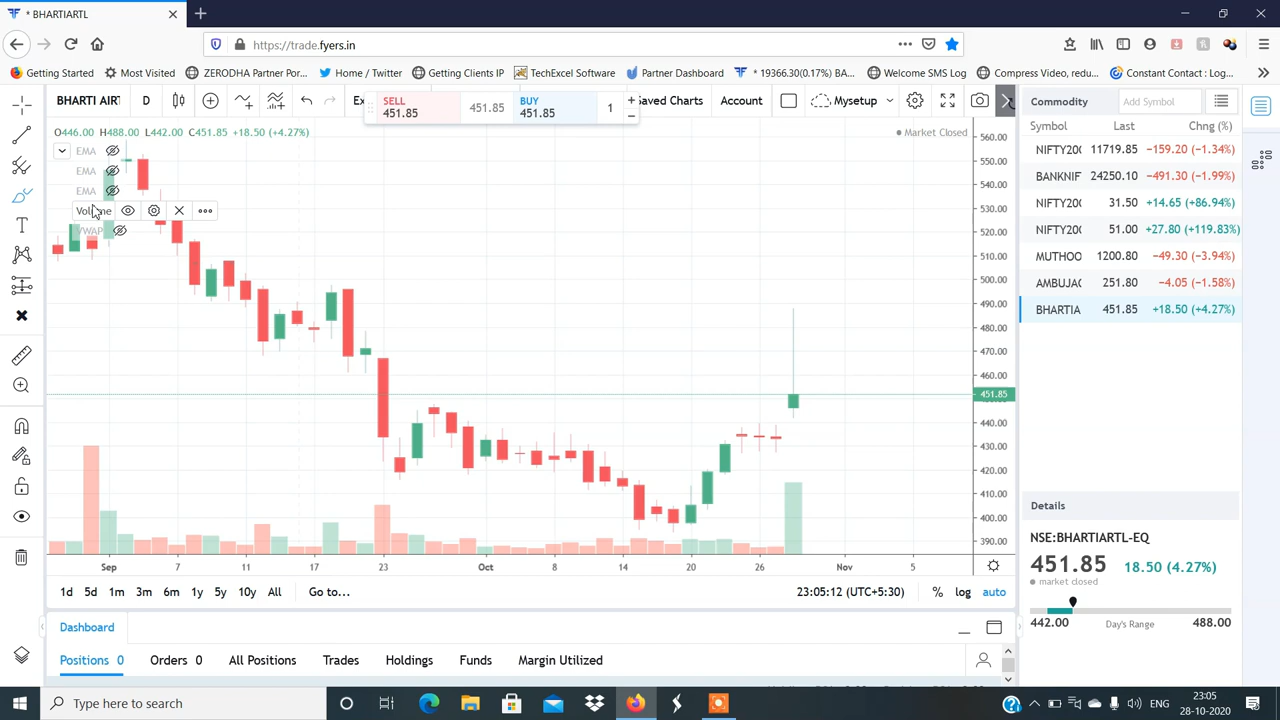 * BHARTIARTL
https://trade.fyers.in
Getting Started
Most Visited
ZERODHA Partner Por...
Home / Twitter
Getting Clients IP
TechExcel Software
Partner Dashboard
* 19366.30(0.17%) BA...
Welcome SMS Log
Compress Video, redu...
Constant Contact : Log...
BHARTI AIRT
D
SELL
451.85
451.85
BUY
451.85
1
Saved Charts
Account
Mysetup
Commodity
Add Symbol
O446.00 H488.00 L442.00 C451.85 +18.50 (+4.27%)
Market Closed
EMA
EMA
EMA
Volume
VWAP
560.00
550.00
540.00
530.00
520.00
510.00
500.00
490.00
480.00
470.00
460.00
451.85
440.00
430.00
420.00
410.00
400.00
390.00
Sep
7
11
17
23
Oct
8
14
20
26
Nov
5
Symbol Last Chng (%)
NIFTY20 11719.85 −159.20 (−1.34%)
BANKNIF 24250.10 −491.30 (−1.99%)
NIFTY20 31.50 +14.65 (+86.94%)
NIFTY20 51.00 +27.80 (+119.83%)
MUTHOO 1200.80 −49.30 (−3.94%)
AMBUJA 251.80 −4.05 (−1.58%)
BHARTIA 451.85 +18.50 (+4.27%)
Details
NSE:BHARTIARTL-EQ
451.85 18.50 (4.27%)
market closed
442.00 Day's Range 488.00
1d 5d 1m 3m 6m 1y 5y 10y All Go to...
23:05:12 (UTC+5:30) % log auto
Dashboard
Positions 0 Orders 0 All Positions Trades Holdings Funds Margin Utilized
Type here to search
ENG
23:05
28-10-2020